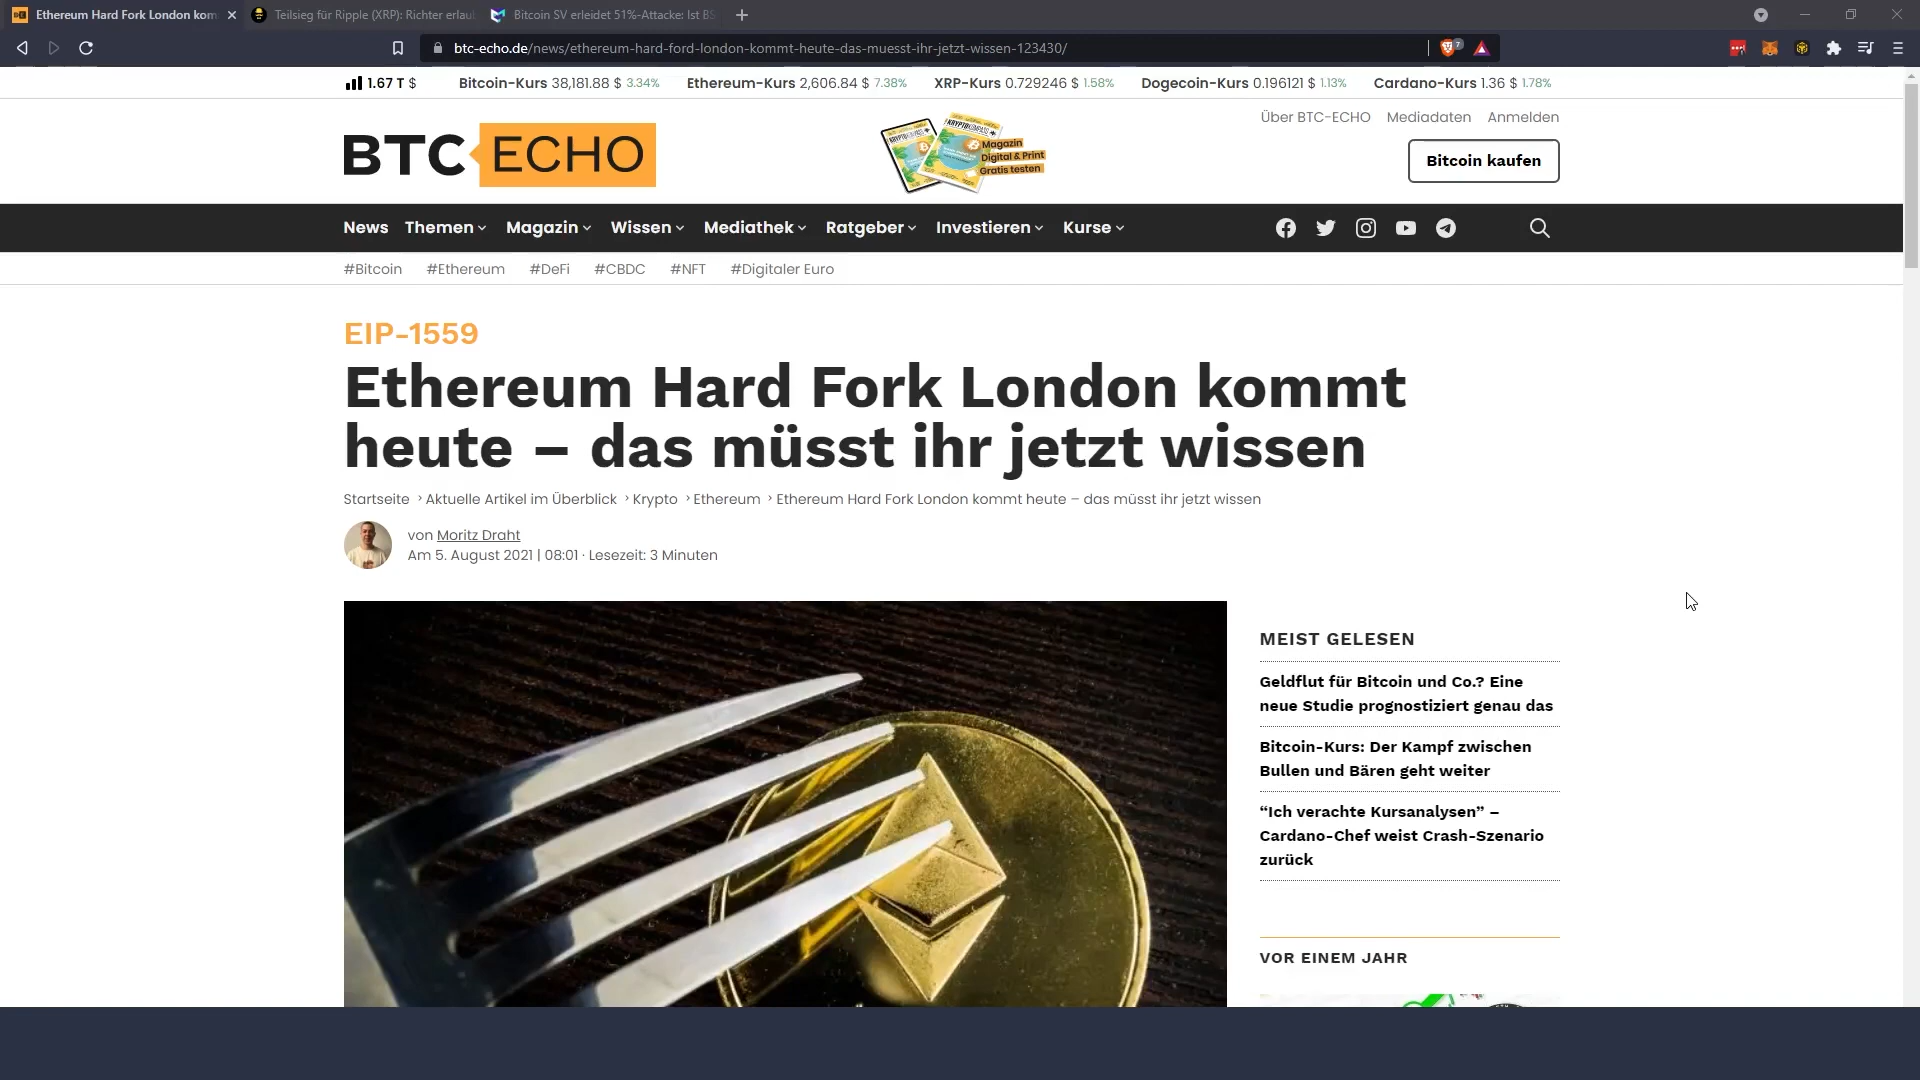 Ethereum Hard Fork London kom
Teilsieg für Ripple (XRP): Richter erlau
Bitcoin SV erleidet 51%-Attacke: Ist BS
btc-echo.de/news/ethereum-hard-ford-london-kommt-heute-das-muesst-ihr-jetzt-wissen-123430/
7
1.67 T $
Bitcoin-Kurs 38,181.88 $ 3.34%
Ethereum-Kurs 2,606.84 $ 7.38%
XRP-Kurs 0.729246 $ 1.58%
Dogecoin-Kurs 0.196121 $ 1.13%
Cardano-Kurs 1.36 $ 1.78%
BTC ECHO
Magazin
Digital & Print
Gratis testen
Über BTC-ECHO Mediadaten Anmelden
Bitcoin kaufen
News Themen Magazin Wissen Mediathek Ratgeber Investieren Kurse
#Bitcoin #Ethereum #DeFi #CBDC #NFT #Digitaler Euro
EIP-1559
Ethereum Hard Fork London kommt
heute – das müsst ihr jetzt wissen
Startseite › Aktuelle Artikel im Überblick › Krypto › Ethereum › Ethereum Hard Fork London kommt heute – das müsst ihr jetzt wissen
von Moritz Draht
Am 5. August 2021 | 08:01 · Lesezeit: 3 Minuten
MEIST GELESEN
Geldflut für Bitcoin und Co.? Eine
neue Studie prognostiziert genau das
Bitcoin-Kurs: Der Kampf zwischen
Bullen und Bären geht weiter
“Ich verachte Kursanalysen” –
Cardano-Chef weist Crash-Szenario
zurück
VOR EINEM JAHR